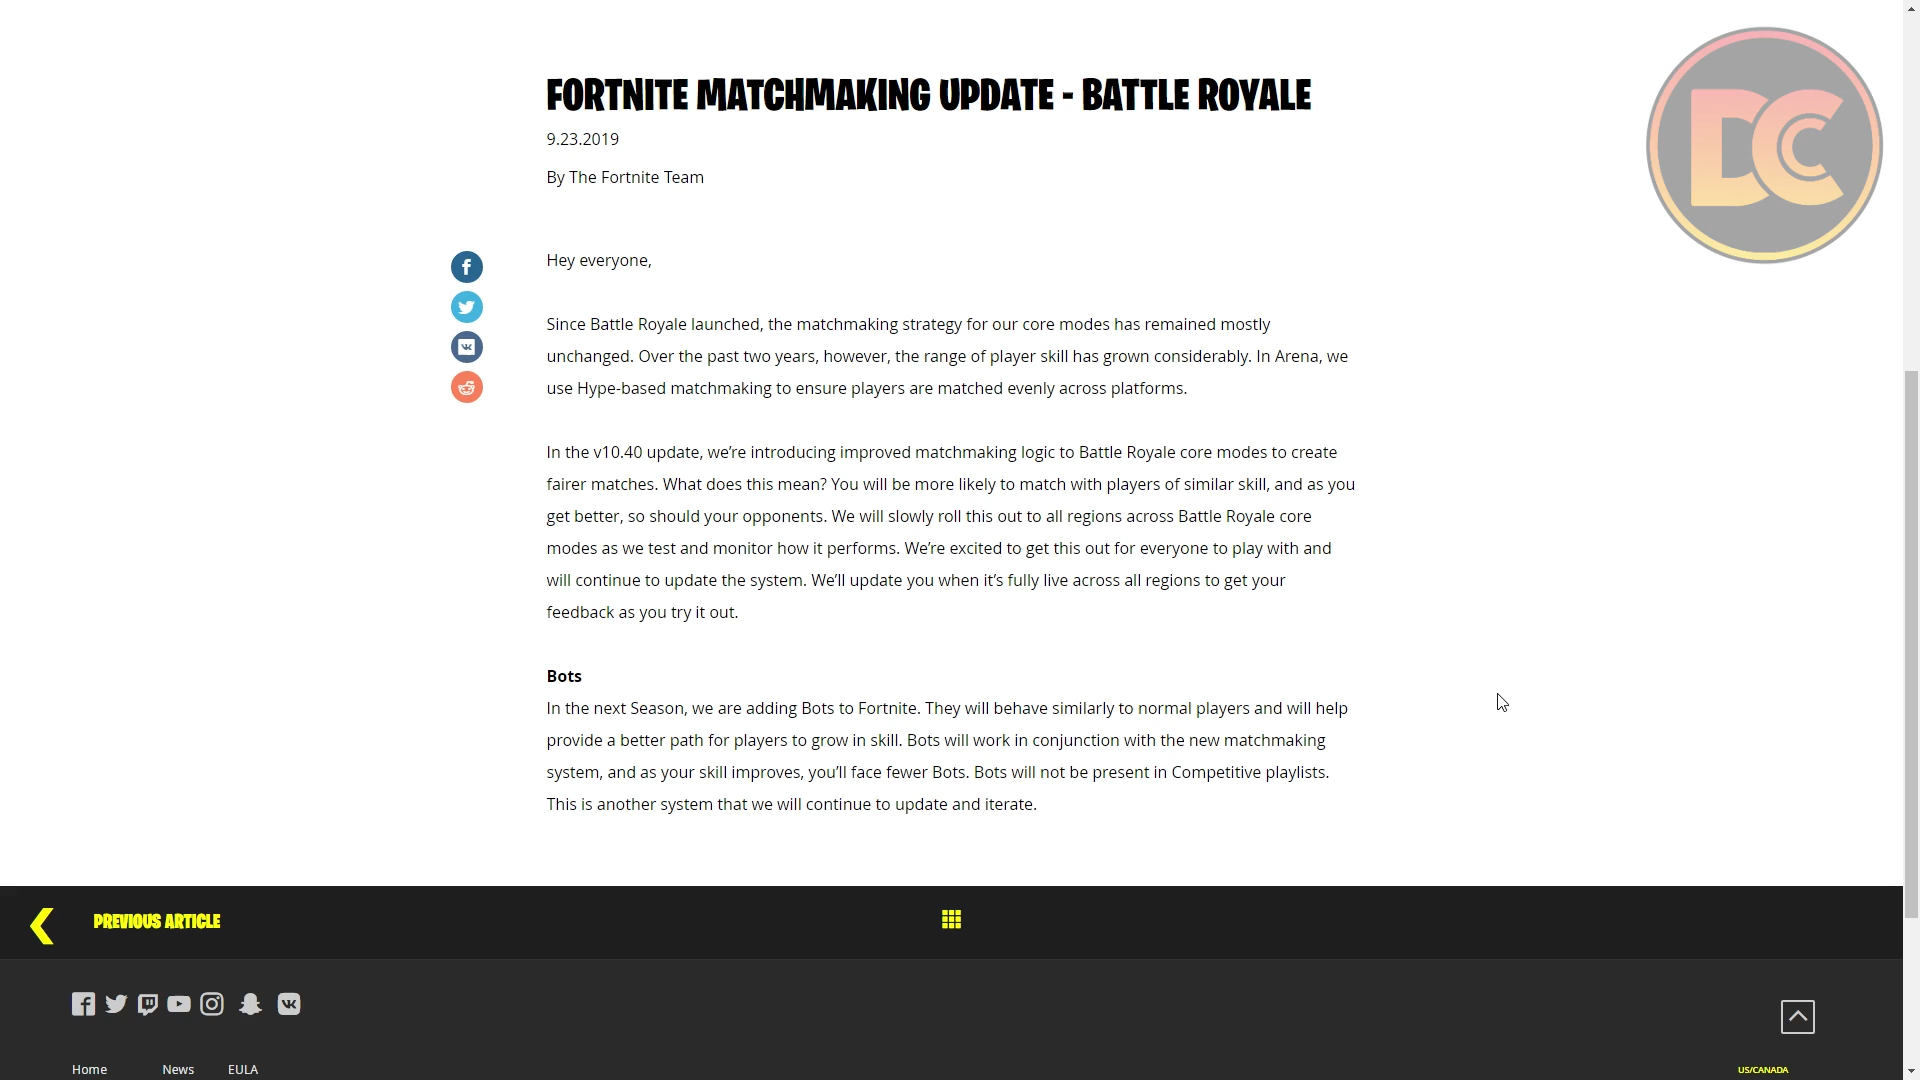 FORTNITE MATCHMAKING UPDATE - BATTLE ROYALE
9.23.2019
By The Fortnite Team
Hey everyone,
Since Battle Royale launched, the matchmaking strategy for our core modes has remained mostly
unchanged. Over the past two years, however, the range of player skill has grown considerably. In Arena, we
use Hype-based matchmaking to ensure players are matched evenly across platforms.
In the v10.40 update, we’re introducing improved matchmaking logic to Battle Royale core modes to create
fairer matches. What does this mean? You will be more likely to match with players of similar skill, and as you
get better, so should your opponents. We will slowly roll this out to all regions across Battle Royale core
modes as we test and monitor how it performs. We’re excited to get this out for everyone to play with and
will continue to update the system. We’ll update you when it’s fully live across all regions to get your
feedback as you try it out.
Bots
In the next Season, we are adding Bots to Fortnite. They will behave similarly to normal players and will help
provide a better path for players to grow in skill. Bots will work in conjunction with the new matchmaking
system, and as your skill improves, you’ll face fewer Bots. Bots will not be present in Competitive playlists.
This is another system that we will continue to update and iterate.
PREVIOUS ARTICLE
Home News EULA
US/CANADA
DCC